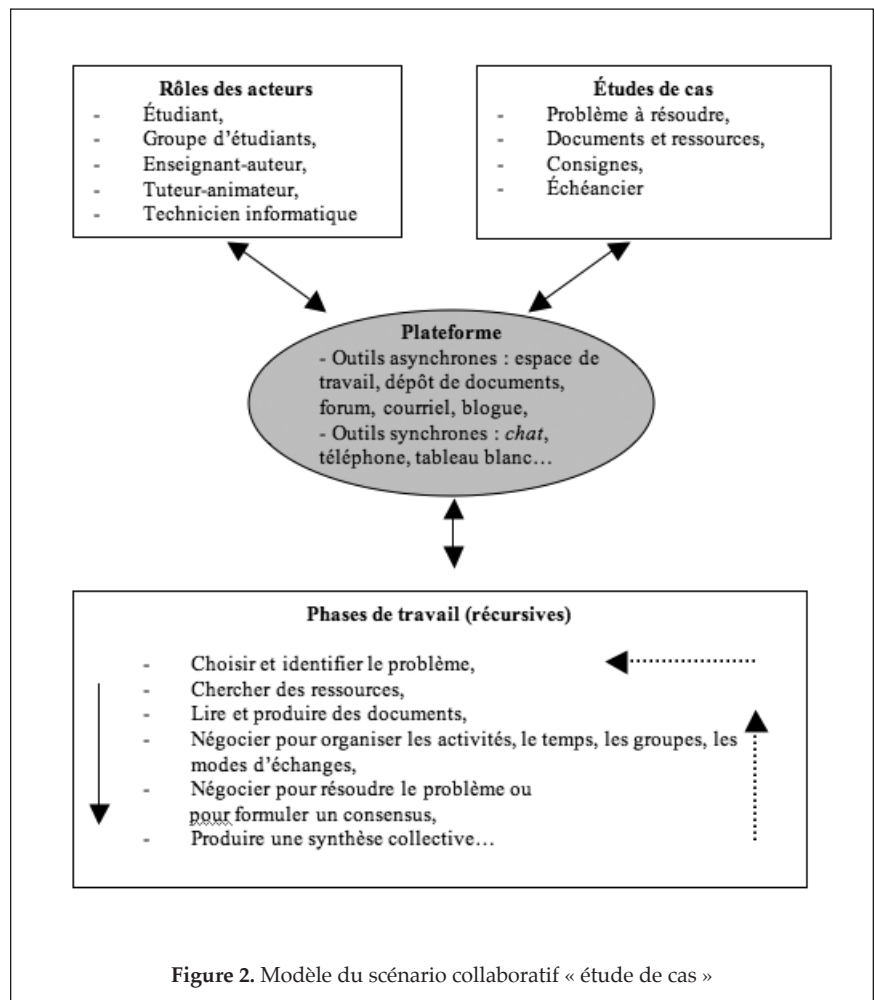 Rôles des acteurs
- Étudiant,
- Groupe d'étudiants,
- Enseignant-auteur,
- Tuteur-animateur,
- Technicien informatique
Études de cas
- Problème à résoudre,
- Documents et ressources,
- Consignes,
- Échéancier
Plateforme
- Outils asynchrones : espace de
travail, dépôt de documents,
forum, courriel, blogue,
- Outils synchrones : chat,
téléphone, tableau blanc…
Phases de travail (récursives)
- Choisir et identifier le problème,
- Chercher des ressources,
- Lire et produire des documents,
- Négocier pour organiser les activités, le temps, les groupes, les
modes d'échanges,
- Négocier pour résoudre le problème ou
pour formuler un consensus,
- Produire une synthèse collective…
Figure 2. Modèle du scénario collaboratif « étude de cas »